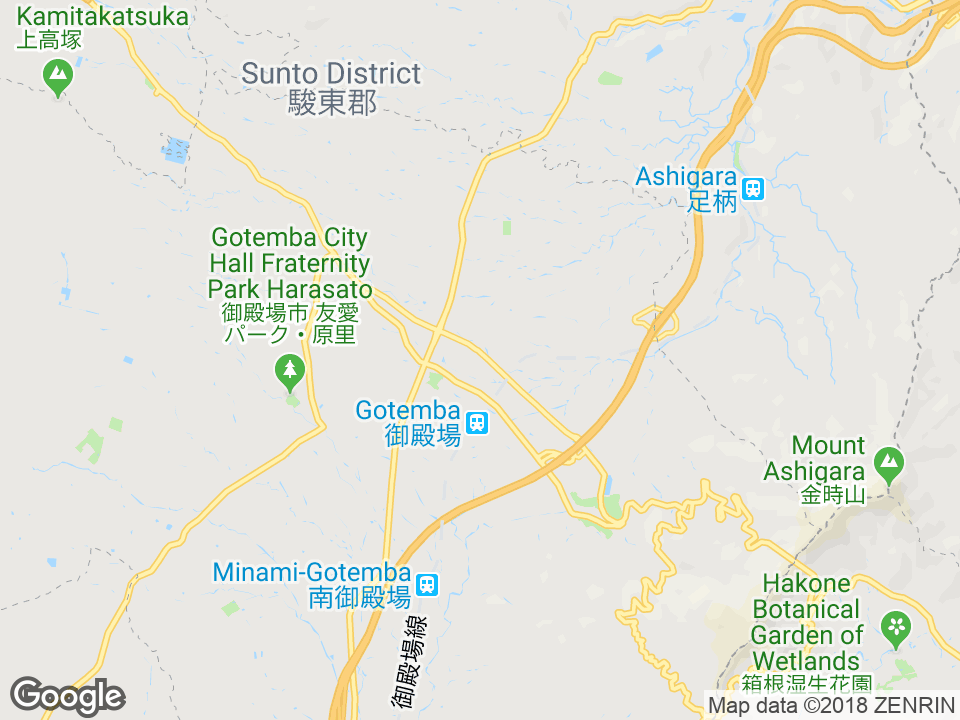 Kamitakatsuka
上高塚
Sunto District
駿東郡
Ashigara
足柄
Gotemba City
Hall Fraternity
Park Harasato
御殿場市 友愛
パーク・原里
Gotemba
御殿場
Mount
Ashigara
金時山
Minami-Gotemba
南御殿場
御殿場線
Hakone
Botanical
Garden of
Wetlands
箱根湿生花園
Google
Map data ©2018 ZENRIN